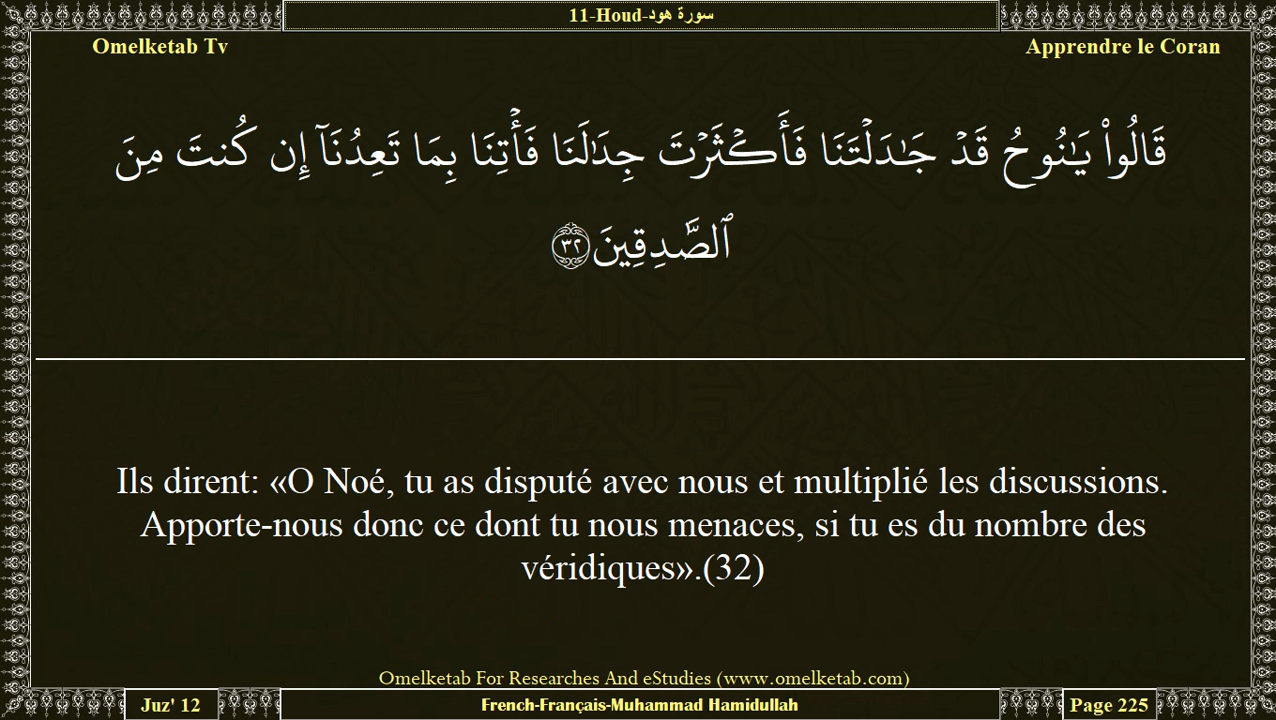 11-Houd-سورة هود
Omelketab Tv
Apprendre le Coran
قَالُوا۟ يَـٰنُوحُ قَدْ جَـٰدَلْتَنَا فَأَكْثَرْتَ جِدَٰلَنَا فَأْتِنَا بِمَا تَعِدُنَآ إِن كُنتَ مِنَ
ٱلصَّـٰدِقِينَ ٣٢
Ils dirent: «O Noé, tu as disputé avec nous et multiplié les discussions.
Apporte-nous donc ce dont tu nous menaces, si tu es du nombre des
véridiques».(32)
Omelketab For Researches And eStudies (www.omelketab.com)
Juz' 12
French-Français-Muhammad Hamidullah
Page 225